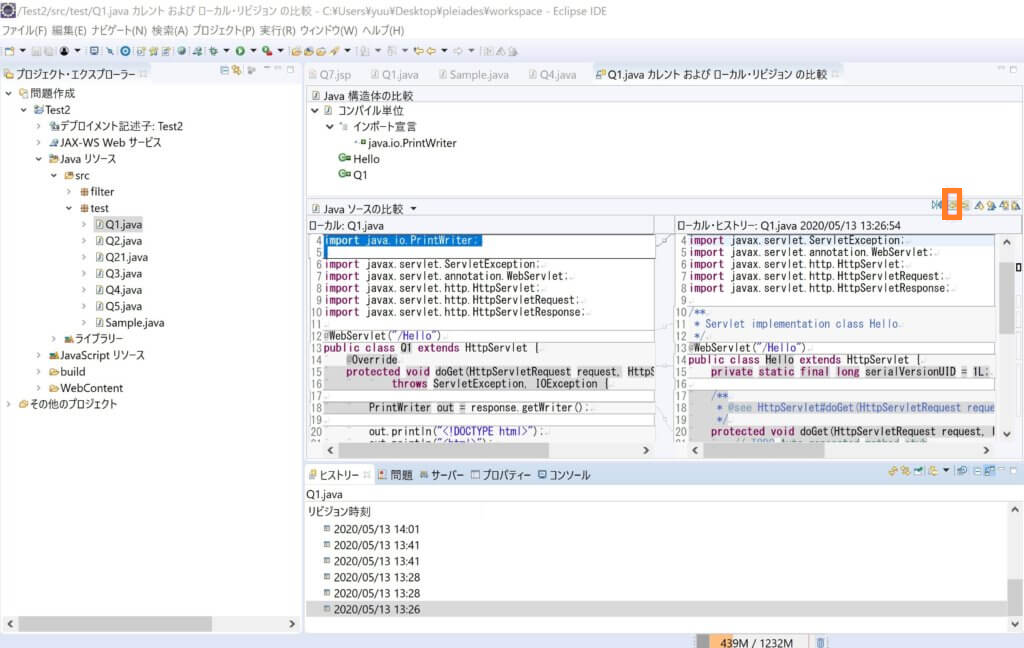 /Test2/src/test/Q1.java カレント および ローカル・リビジョン の比較 - C:¥Users¥yuu¥Desktop¥pleiades¥workspace - Eclipse IDE
ファイル(F) 編集(E) ナビゲート(N) 検索(A) プロジェクト(P) 実行(R) ウィンドウ(W) ヘルプ(H)
プロジェクト・エクスプローラー
問題作成
Test2
デプロイメント記述子: Test2
JAX-WS Web サービス
Java リソース
src
filter
test
Q1.java
Q2.java
Q21.java
Q3.java
Q4.java
Q5.java
Sample.java
ライブラリー
JavaScript リソース
build
WebContent
その他のプロジェクト
Q7.jsp
Q1.java
Sample.java
Q4.java
Q1.java カレント および ローカル・リビジョン の比較
Java 構造体の比較
コンパイル単位
インポート宣言
java.io.PrintWriter
Hello
Q1
Java ソースの比較
ローカル: Q1.java
4 import java.io.PrintWriter;
5
6 import javax.servlet.ServletException;
7 import javax.servlet.annotation.WebServlet;
8 import javax.servlet.http.HttpServlet;
9 import javax.servlet.http.HttpServletRequest;
10 import javax.servlet.http.HttpServletResponse;
11
12 @WebServlet("/Hello")
13 public class Q1 extends HttpServlet {
14 @Override
15 protected void doGet(HttpServletRequest request, HttpS
16 throws ServletException, IOException {
17
18 PrintWriter out = response.getWriter();
19
20 out.println("<!DOCTYPE html>");
21 out.println("<html>");
ローカル・ヒストリー: Q1.java 2020/05/13 13:26:54
4 import javax.servlet.ServletException;
5 import javax.servlet.annotation.WebServlet;
6 import javax.servlet.http.HttpServlet;
7 import javax.servlet.http.HttpServletRequest;
8 import javax.servlet.http.HttpServletResponse;
9
10 /**
11 * Servlet implementation class Hello
12 */
13 @WebServlet("/Hello")
14 public class Hello extends HttpServlet {
15 private static final long serialVersionUID = 1L;
16
17 /**
18 * @see HttpServlet#doGet(HttpServletRequest reque
19 */
20 protected void doGet(HttpServletRequest request,
ヒストリー
問題
サーバー
プロパティー
コンソール
Q1.java
リビジョン時刻
2020/05/13 14:01
2020/05/13 13:41
2020/05/13 13:41
2020/05/13 13:28
2020/05/13 13:28
2020/05/13 13:26
439M / 1232M